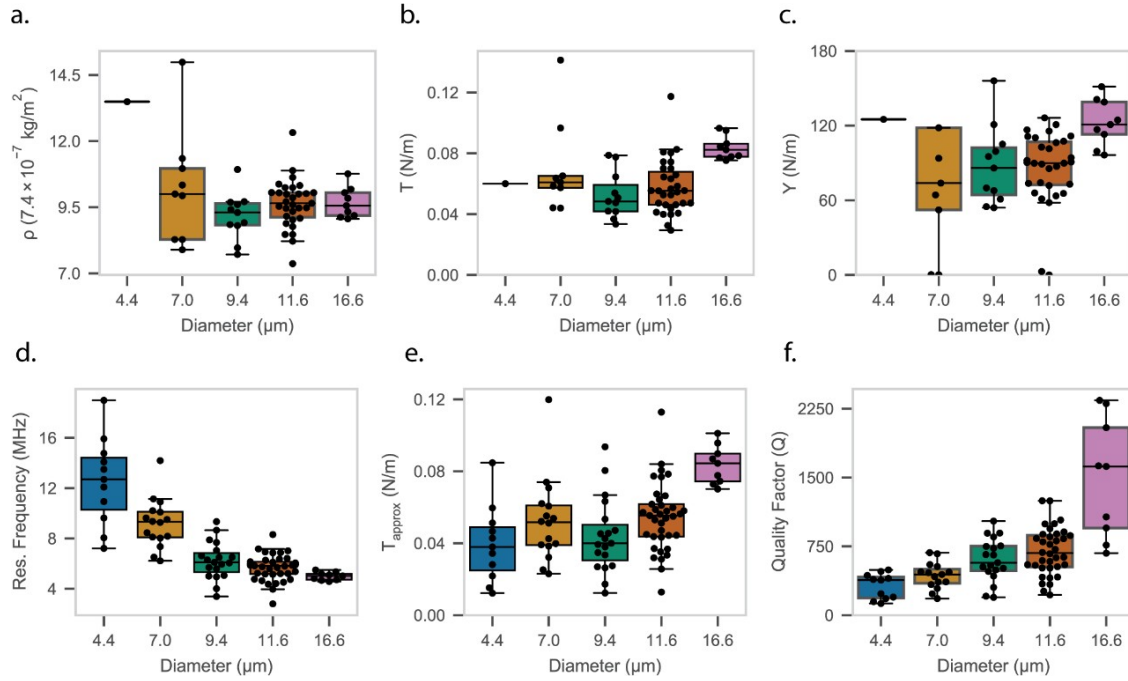 a.
ρ (7.4 × 10⁻⁷ kg/m²)
14.5
12.0
9.5
7.0
4.4 7.0 9.4 11.6 16.6
Diameter (µm)
b.
T (N/m)
0.12
0.08
0.04
0.00
4.4 7.0 9.4 11.6 16.6
Diameter (µm)
c.
Y (N/m)
180
120
60
0
4.4 7.0 9.4 11.6 16.6
Diameter (µm)
d.
Res. Frequency (MHz)
16
12
8
4
4.4 7.0 9.4 11.6 16.6
Diameter (µm)
e.
Tapprox (N/m)
0.12
0.08
0.04
0.00
4.4 7.0 9.4 11.6 16.6
Diameter (µm)
f.
Quality Factor (Q)
2250
1500
750
0
4.4 7.0 9.4 11.6 16.6
Diameter (µm)